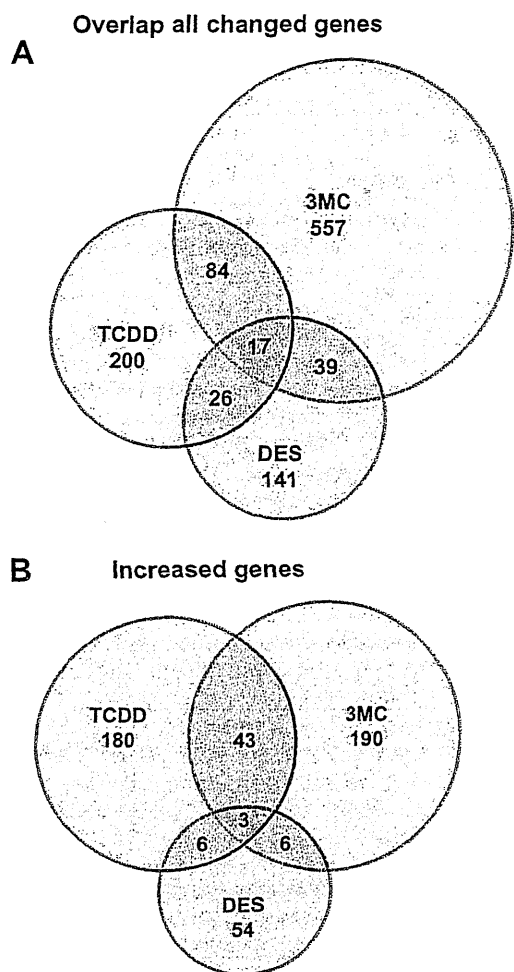 Overlap all changed genes
A
3MC
557
84
TCDD
200
17
39
26
DES
141
B
Increased genes
TCDD
180
43
3MC
190
3
6
6
DES
54